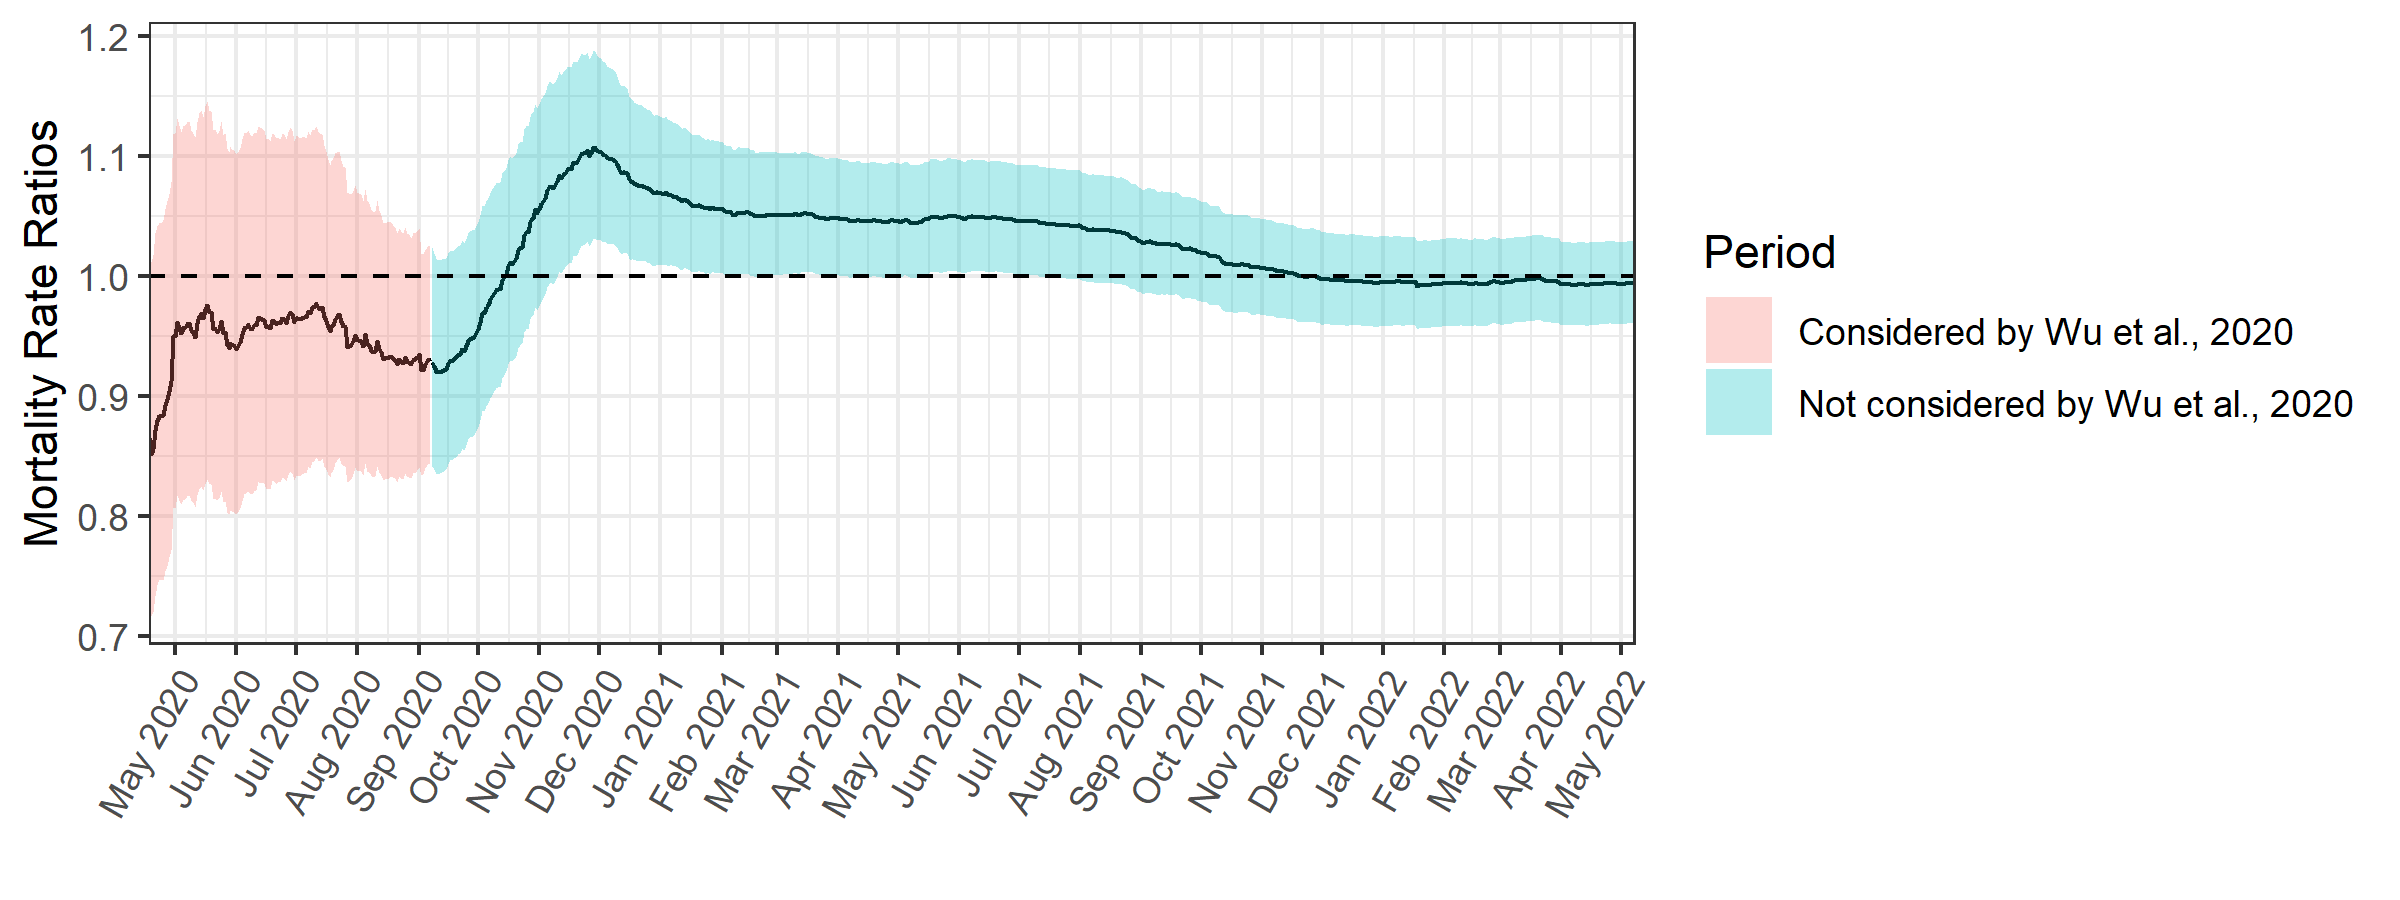 Mortality Rate Ratios
1.2
1.1
1.0
0.9
0.8
0.7
May 2020
Jun 2020
Jul 2020
Aug 2020
Sep 2020
Oct 2020
Nov 2020
Dec 2020
Jan 2021
Feb 2021
Mar 2021
Apr 2021
May 2021
Jun 2021
Jul 2021
Aug 2021
Sep 2021
Oct 2021
Nov 2021
Dec 2021
Jan 2022
Feb 2022
Mar 2022
Apr 2022
May 2022
Period
Considered by Wu et al., 2020
Not considered by Wu et al., 2020